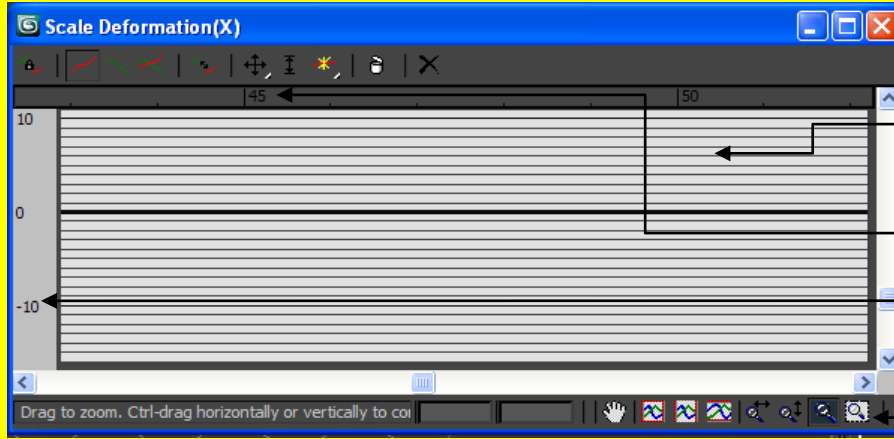 Scale Deformation(X)
45 50
10
0
-10
Drag to zoom. Ctrl-drag horizontally or vertically to co